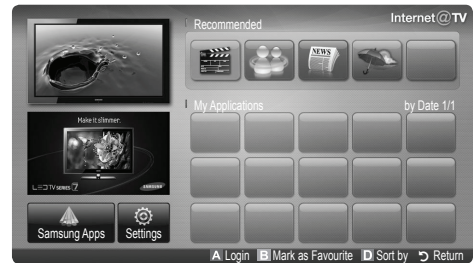 Internet@TV
Recommended
NEWS
My Applications
by Date 1/1
Make it slimmer.
LED TV SERIES 7
SAMSUNG
Samsung Apps
Settings
A Login B Mark as Favourite D Sort by Return